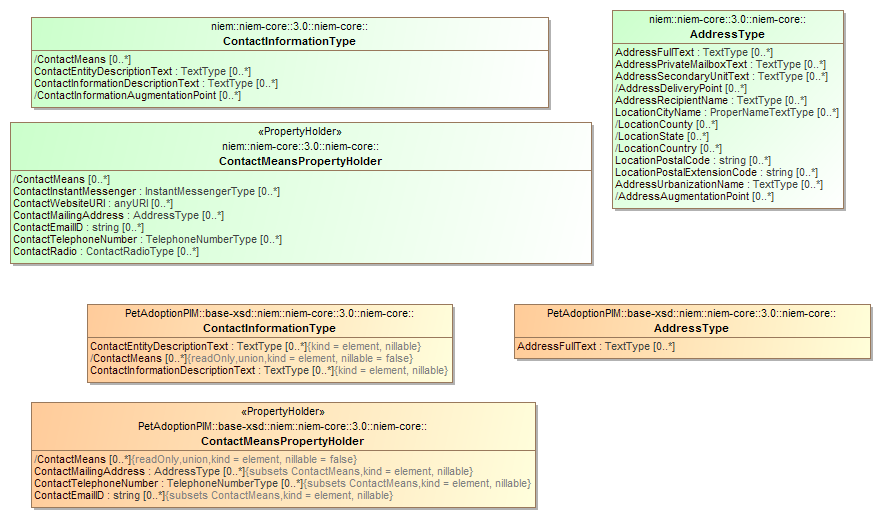 niem::niem-core::3.0::niem-core::
ContactInformationType
/ContactMeans [0..*]
ContactEntityDescriptionText : TextType [0..*]
ContactInformationDescriptionText : TextType [0..*]
/ContactInformationAugmentationPoint [0..*]
niem::niem-core::3.0::niem-core::
AddressType
AddressFullText : TextType [0..*]
AddressPrivateMailboxText : TextType [0..*]
AddressSecondaryUnitText : TextType [0..*]
/AddressDeliveryPoint [0..*]
AddressRecipientName : TextType [0..*]
LocationCityName : ProperNameTextType [0..*]
/LocationCounty [0..*]
/LocationState [0..*]
/LocationCountry [0..*]
LocationPostalCode : string [0..*]
LocationPostalExtensionCode : string [0..*]
AddressUrbanizationName : TextType [0..*]
/AddressAugmentationPoint [0..*]
«PropertyHolder»
niem::niem-core::3.0::niem-core::
ContactMeansPropertyHolder
/ContactMeans [0..*]
ContactInstantMessenger : InstantMessengerType [0..*]
ContactWebsiteURI : anyURI [0..*]
ContactMailingAddress : AddressType [0..*]
ContactEmailID : string [0..*]
ContactTelephoneNumber : TelephoneNumberType [0..*]
ContactRadio : ContactRadioType [0..*]
PetAdoptionPIM::base-xsd::niem::niem-core::3.0::niem-core::
ContactInformationType
ContactEntityDescriptionText : TextType [0..*]{kind = element, nillable}
/ContactMeans [0..*]{readOnly,union,kind = element, nillable = false}
ContactInformationDescriptionText : TextType [0..*]{kind = element, nillable}
PetAdoptionPIM::base-xsd::niem::niem-core::3.0::niem-core::
AddressType
AddressFullText : TextType [0..*]
«PropertyHolder»
PetAdoptionPIM::base-xsd::niem::niem-core::3.0::niem-core::
ContactMeansPropertyHolder
/ContactMeans [0..*]{readOnly,union,kind = element, nillable = false}
ContactMailingAddress : AddressType [0..*]{subsets ContactMeans,kind = element, nillable}
ContactTelephoneNumber : TelephoneNumberType [0..*]{subsets ContactMeans,kind = element, nillable}
ContactEmailID : string [0..*]{subsets ContactMeans,kind = element, nillable}